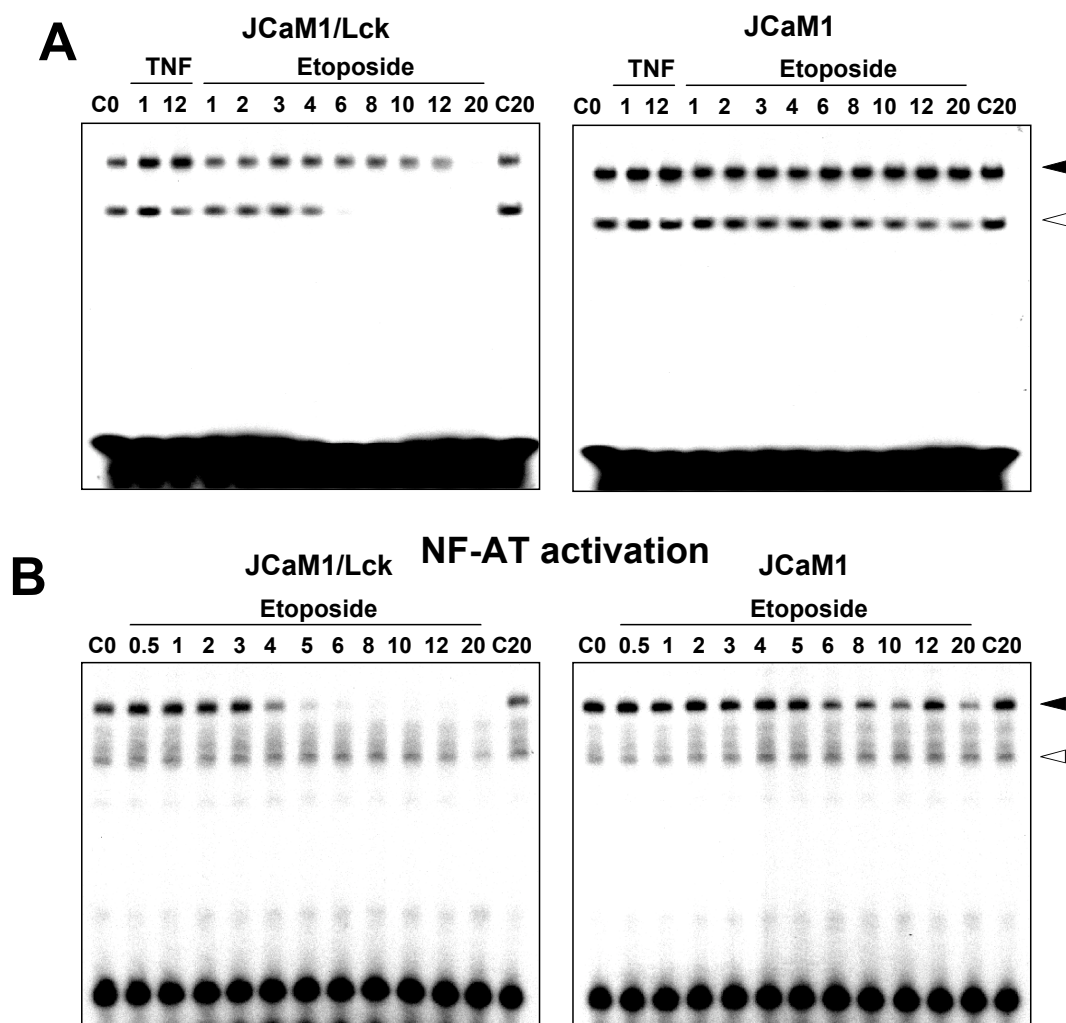 A
JCaM1/Lck
JCaM1
TNF Etoposide
TNF Etoposide
C0 1 12 1 2 3 4 6 8 10 12 20 C20
C0 1 12 1 2 3 4 6 8 10 12 20 C20
NF-AT activation
B
JCaM1/Lck
JCaM1
Etoposide
Etoposide
C0 0.5 1 2 3 4 5 6 8 10 12 20 C20
C0 0.5 1 2 3 4 5 6 8 10 12 20 C20